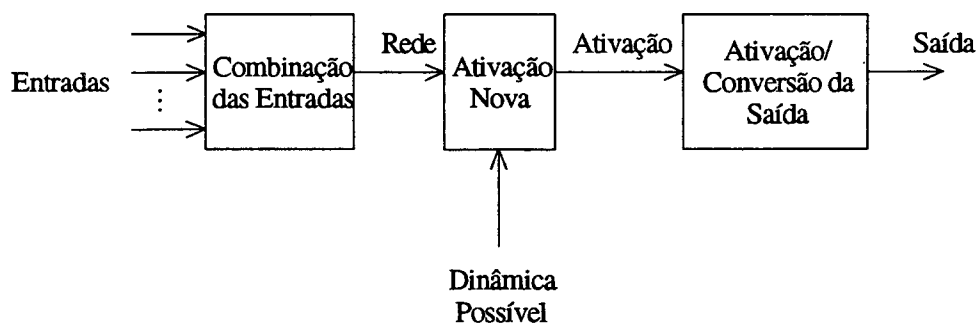 Entradas
Combinação
das Entradas
Rede
Ativação
Nova
Ativação
Ativação/
Conversão da
Saída
Saída
Dinâmica
Possível